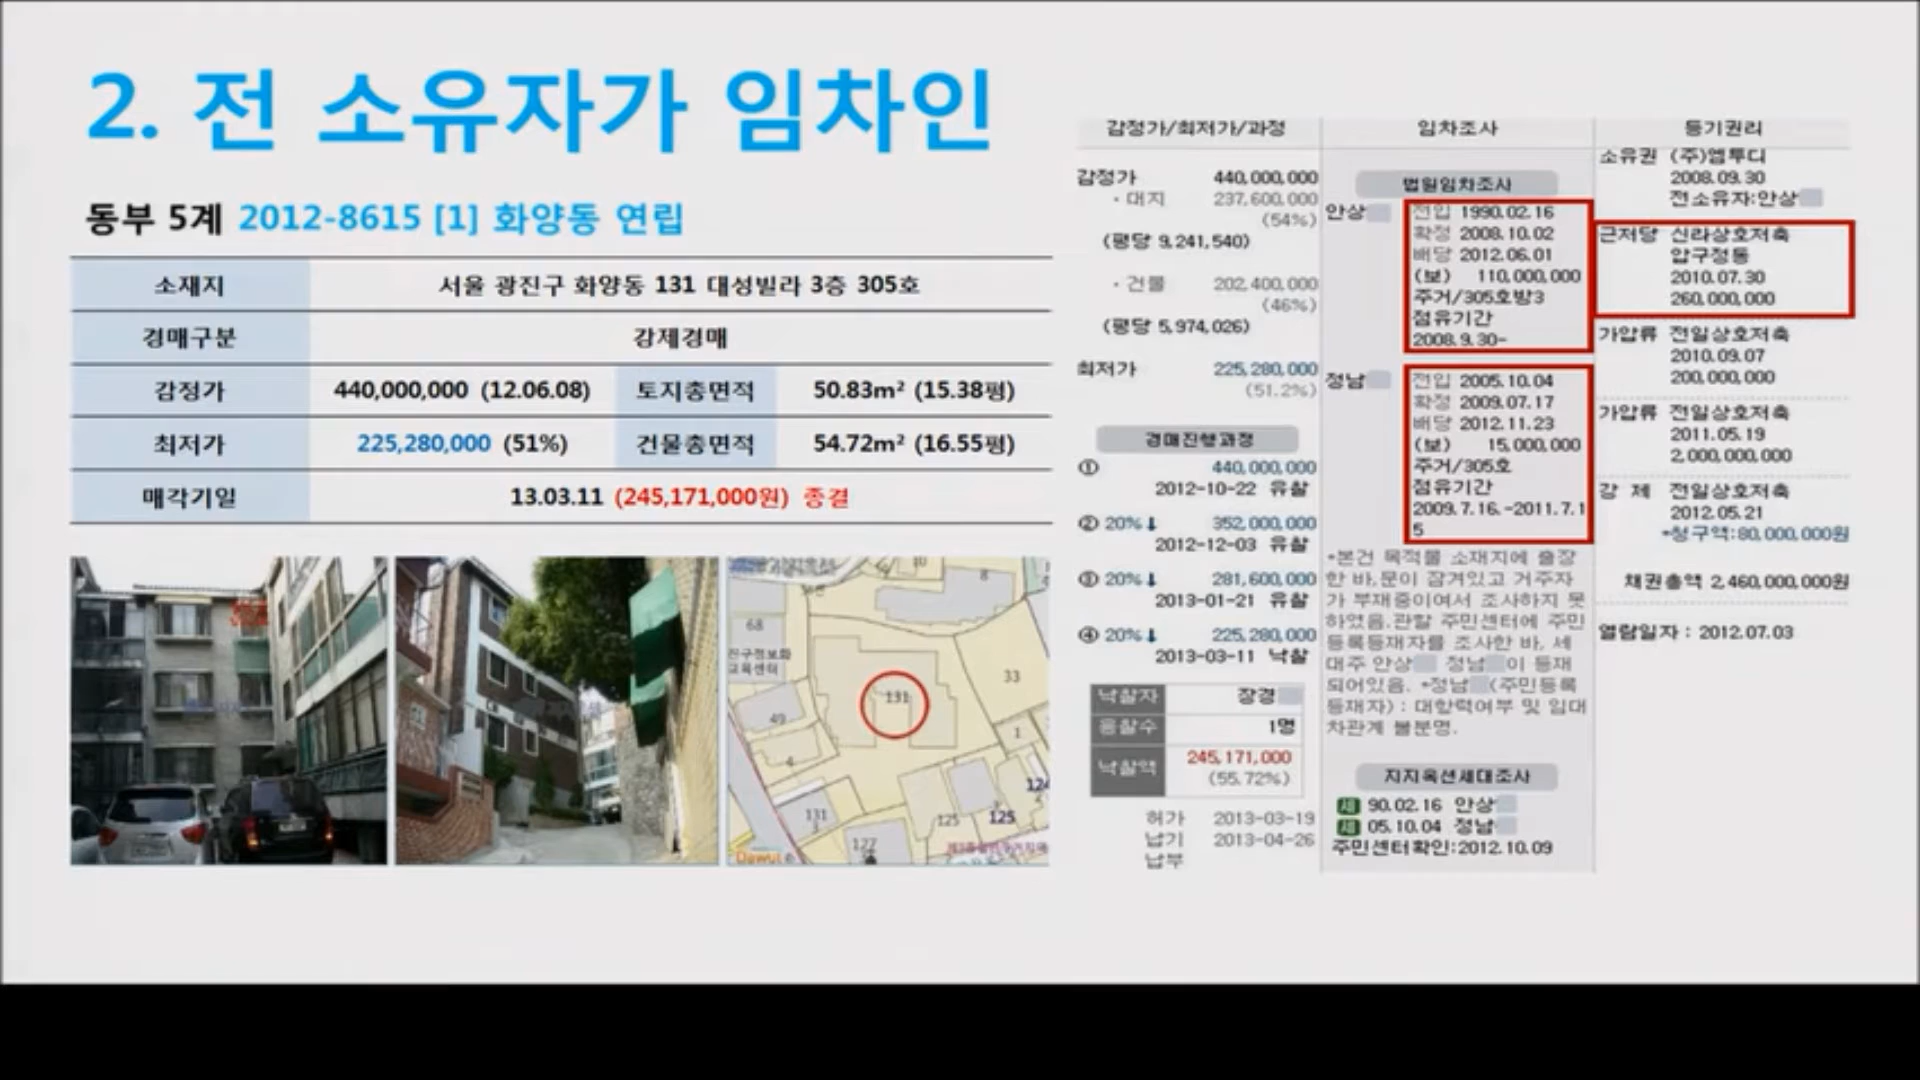 2. 전 소유자가 임차인
동부 5계 2012-8615 [1] 화양동 연립
소재지 서울 광진구 화양동 131 대성빌라 3층 305호
경매구분 강제경매
감정가 440,000,000 (12.06.08) 토지총면적 50.83m² (15.38평)
최저가 225,280,000 (51%) 건물총면적 54.72m² (16.55평)
매각기일 13.03.11 (245,171,000원) 종결
68
교육센터
49
4
131
127
131
8
10
33
1
124
125
125
감정가/최저가/과정
감정가 440,000,000
· 대지 237,600,000
(54%)
(평당 9,241,540)
· 건물 202,400,000
(46%)
(평당 5,974,026)
최저가 225,280,000
(51.2%)
경매진행과정
① 440,000,000
2012-10-22 유찰
② 20%⬇ 352,000,000
2012-12-03 유찰
③ 20%⬇ 281,600,000
2013-01-21 유찰
④ 20%⬇ 225,280,000
2013-03-11 낙찰
낙찰자 장경
응찰수 1명
낙찰액 245,171,000
(55.72%)
허가 2013-03-19
납기 2013-04-26
납부
임차조사
법원임차조사
안상 전입 1990.02.16
확정 2008.10.02
배당 2012.06.01
(보) 110,000,000
주거/305호방3
점유기간
2008.9.30-
정남 전입 2005.10.04
확정 2009.07.17
배당 2012.11.23
(보) 15,000,000
주거/305호
점유기간
2009.7.16.-2011.7.1
5
*본건 목적물 소재지에 출장
한 바,문이 잠겨있고 거주자
가 부재중이여서 조사하지 못
하였음.관할 주민센터에 주민
등록등재자를 조사한 바, 세
대주 안상 정남 이 등재
되어있음. *정남 (주민등록
등재자) : 대항력여부 및 임대
차관계 불분명.
지지옥션세대조사
세 90.02.16 안상
세 05.10.04 정남
주민센터확인:2012.10.09
등기권리
소유권 (주)엠투디
2008.09.30
전소유자:안상
근저당 신라상호저축
압구정동
2010.07.30
260,000,000
가압류 전일상호저축
2010.09.07
200,000,000
가압류 전일상호저축
2011.05.19
2,000,000,000
강 제 전일상호저축
2012.05.21
*청구액:80,000,000원
채권총액 2,460,000,000원
열람일자 : 2012.07.03